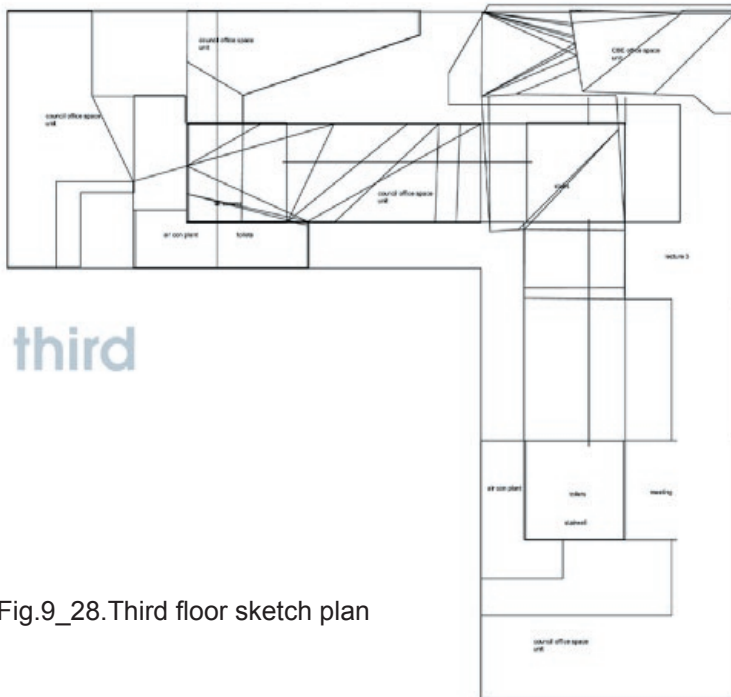 council office space
unit
council office space
unit
council office space
unit
air con plant
toilets
lecture 3
third
air con plant
toilets
meeting
stairwell
Fig.9_28.Third floor sketch plan
council office space
unit
office space
unit